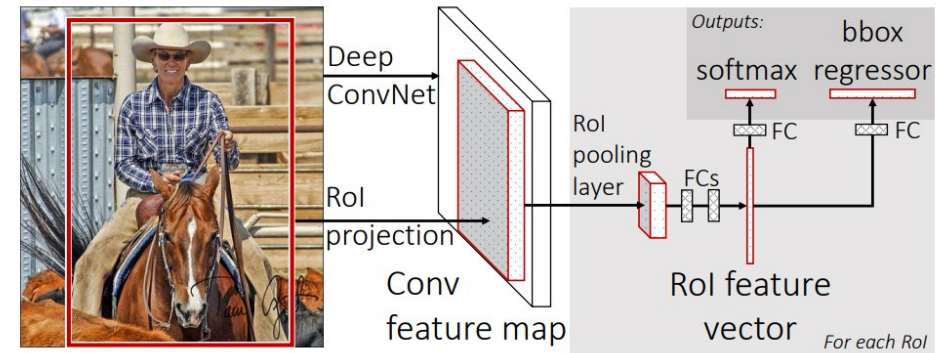 Deep
ConvNet
RoI
projection
Conv
feature map
RoI
pooling
layer
FCs
RoI feature
vector
For each RoI
Outputs:
softmax
bbox
regressor
FC
FC